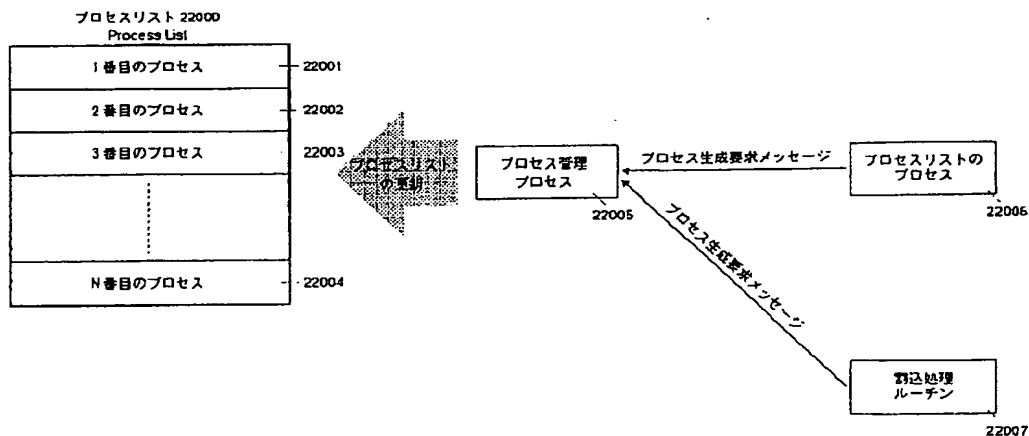 プロセスリスト 22000
Process List
1 番目のプロセス
22001
2 番目のプロセス
22002
3 番目のプロセス
22003
N 番目のプロセス
22004
プロセスリスト
の更新
プロセス管理
プロセス
22005
プロセス生成要求メッセージ
プロセスリストの
プロセス
22006
プロセス生成要求メッセージ
割込処理
ルーチン
22007